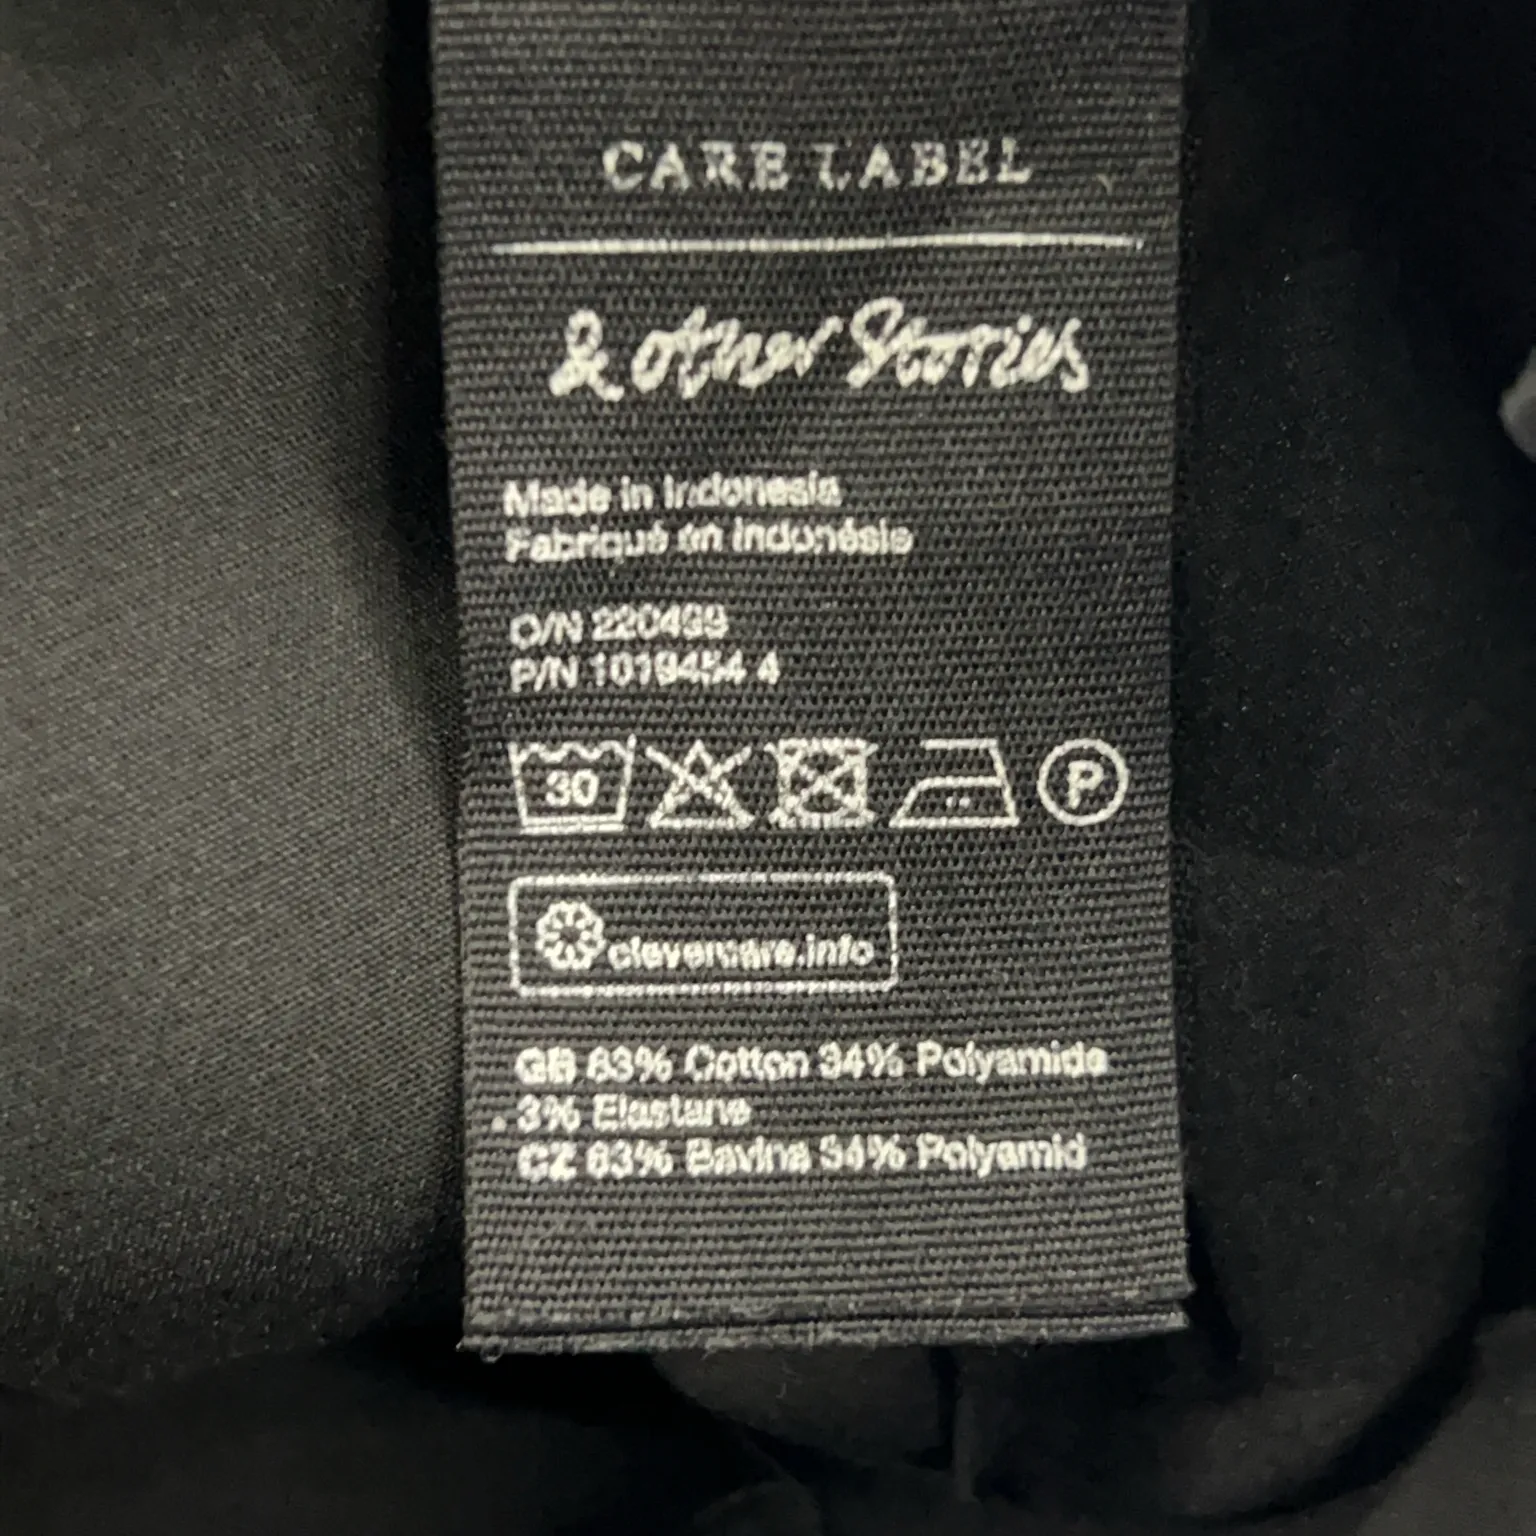 CARE LABEL
& other Stories
Made in Indonesia
Fabriqué en Indonésie
O/N 220499
P/N 1019454 4
30
P
clevercare.info
GB 63% Cotton 34% Polyamide
3% Elastane
CZ 63% Bavlna 34% Polyamid